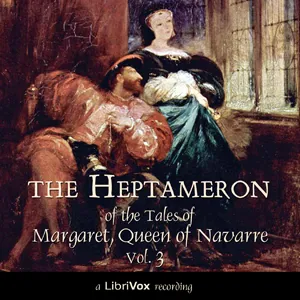 THE HEPTAMERON
of the Tales of
Margaret, Queen of Navarre
Vol. 3
a LibriVox recording